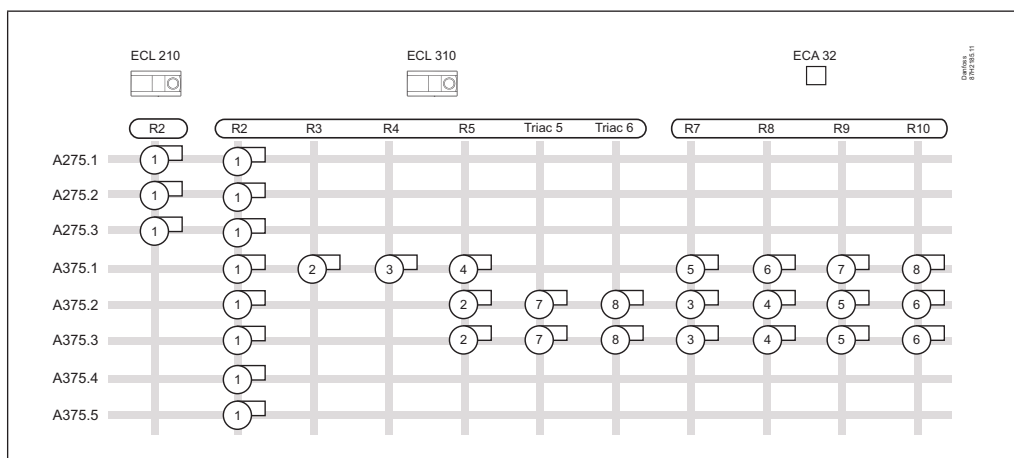 ECL 210 ECL 310 ECA 32
Danfoss
87H2185.11
R2 R2 R3 R4 R5 Triac 5 Triac 6 R7 R8 R9 R10
A275.1 1 1
A275.2 1 1
A275.3 1 1
A375.1 1 2 3 4 5 6 7 8
A375.2 1 2 7 8 3 4 5 6
A375.3 1 2 7 8 3 4 5 6
A375.4 1
A375.5 1